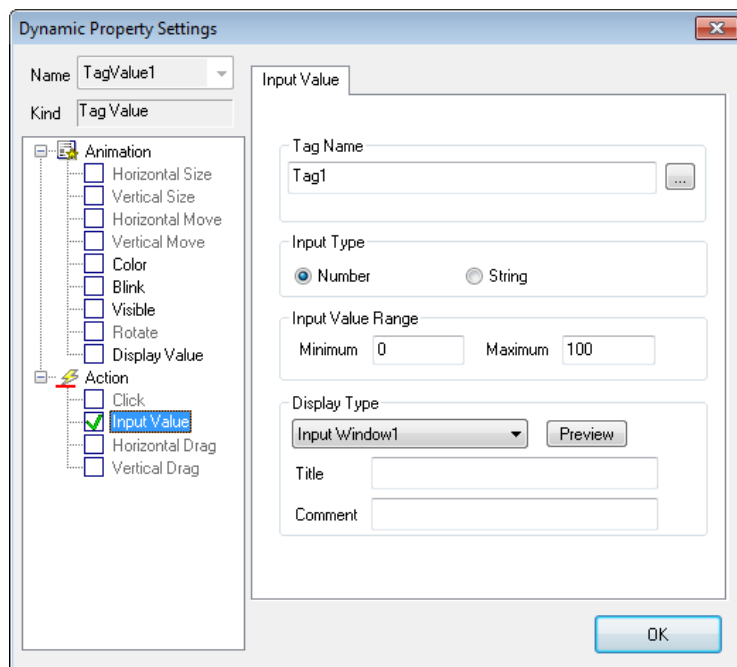 Dynamic Property Settings
Name TagValue1
Kind Tag Value
Animation
Horizontal Size
Vertical Size
Horizontal Move
Vertical Move
Color
Blink
Visible
Rotate
Display Value
Action
Click
Input Value
Horizontal Drag
Vertical Drag
Input Value
Tag Name
Tag1 ...
Input Type
Number String
Input Value Range
Minimum 0 Maximum 100
Display Type
Input Window1 Preview
Title
Comment
OK